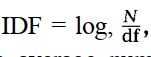 IDF = log, N/df,